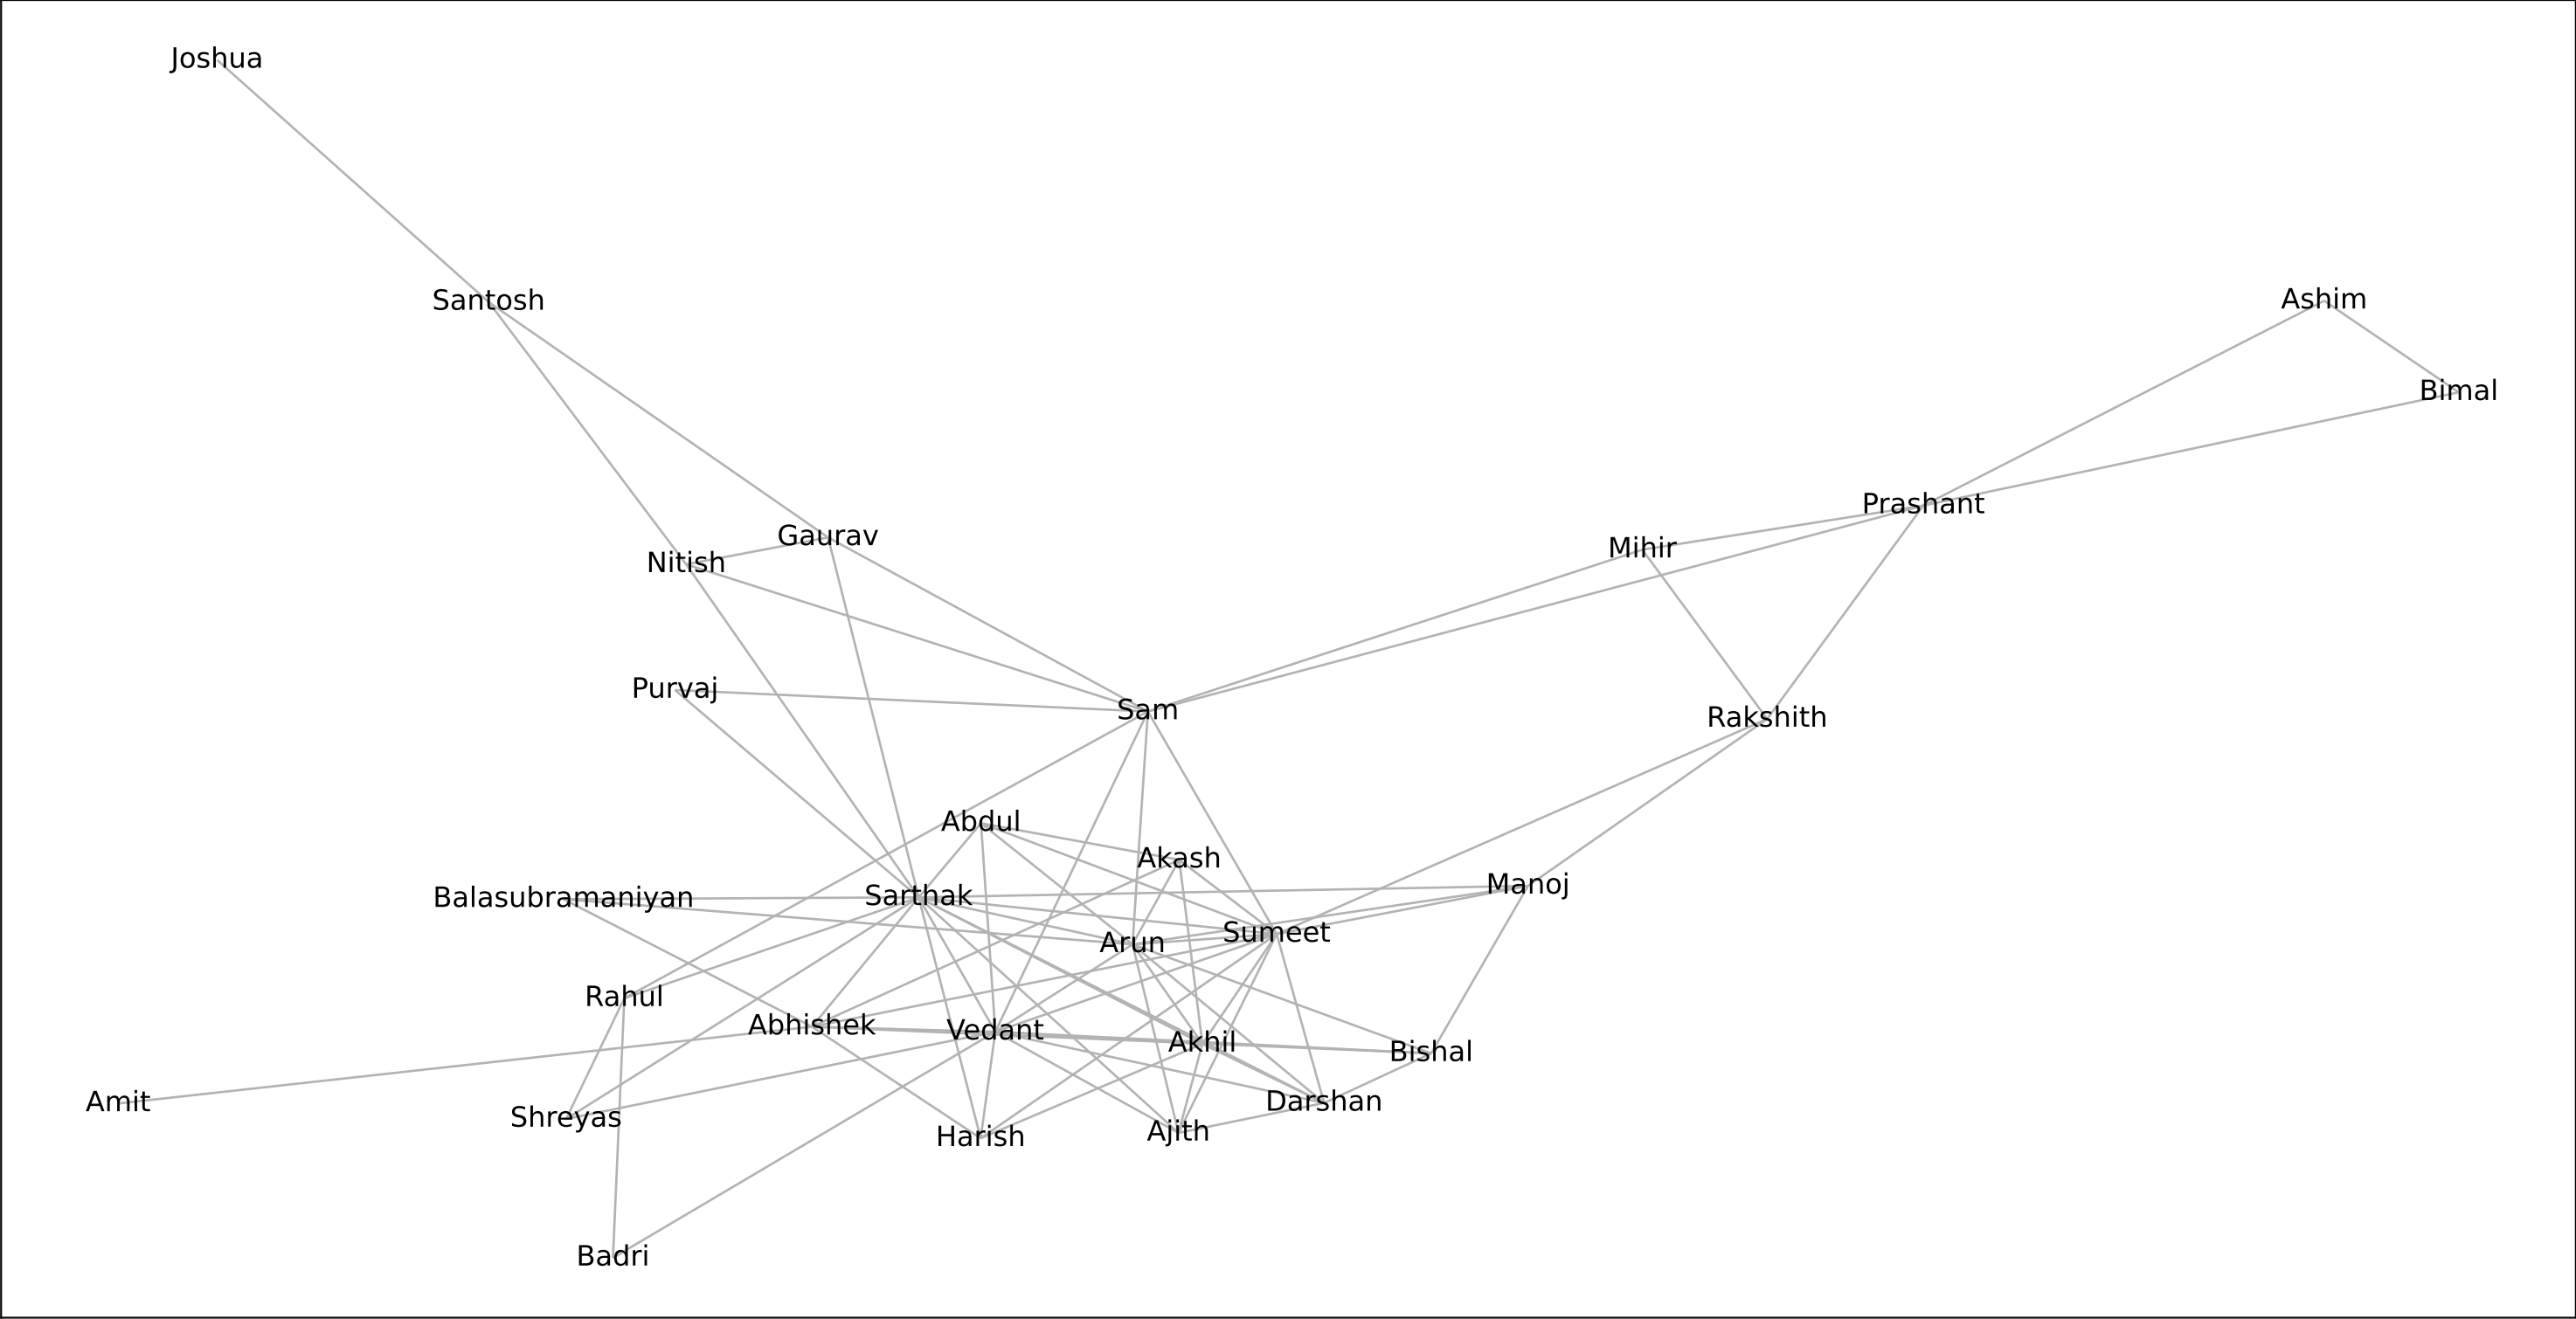 Joshua
Santosh
Ashim
Bimal
Prashant
Gaurav
Mihir
Nitish
Purvaj
Sam
Rakshith
Abdul
Akash
Manoj
Sarthak
Balasubramaniyan
Sumeet
Arun
Rahul
Abhishek
Vedant
Akhil
Bishal
Darshan
Amit
Shreyas
Ajith
Harish
Badri